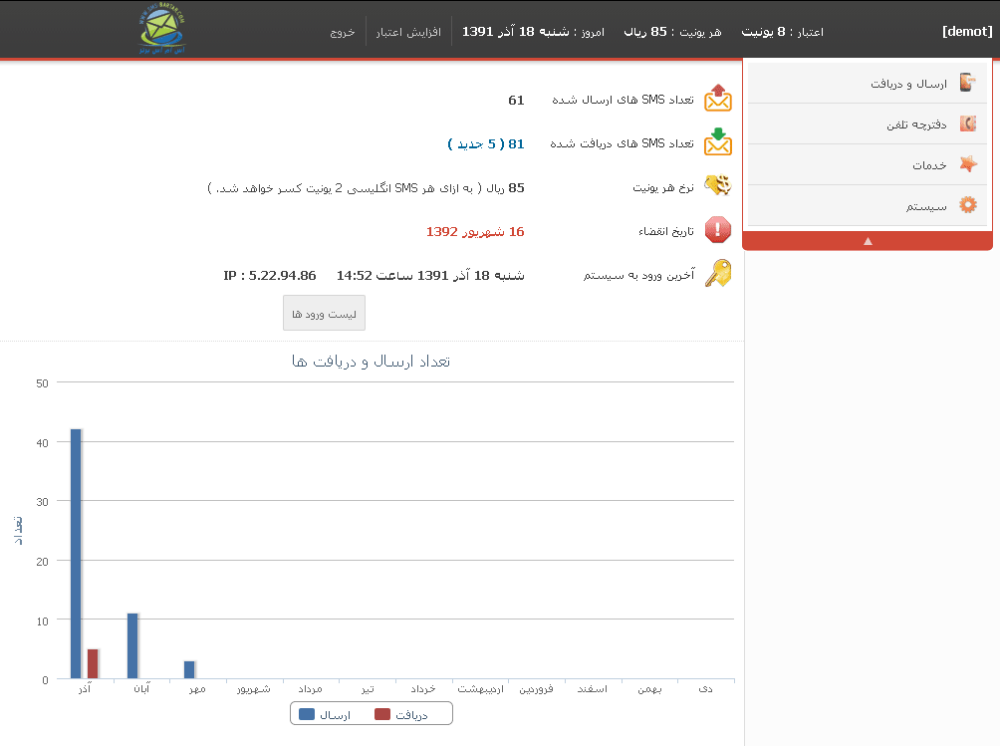 [demot]
اعتبار : 8 یونیت
هر یونیت : 85 ریال
امروز : شنبه 18 آذر 1391
افزایش اعتبار
خروج
ارسال و دریافت
دفترچه تلفن
خدمات
سیستم
تعداد SMS های ارسال شده 61
تعداد SMS های دریافت شده 81 ( 5 جدید )
نرخ هر یونیت 85 ریال ( به ازای هر SMS انگلیسی 2 یونیت کسر خواهد شد. )
تاریخ انقضاء 16 شهریور 1392
آخرین ورود به سیستم شنبه 18 آذر 1391 ساعت 14:52 IP : 5.22.94.86
لیست ورود ها
تعداد ارسال و دریافت ها
تعداد
50
40
30
20
10
0
آذر آبان مهر شهریور مرداد تیر خرداد اردیبهشت فروردین اسفند بهمن دی
ارسال دریافت